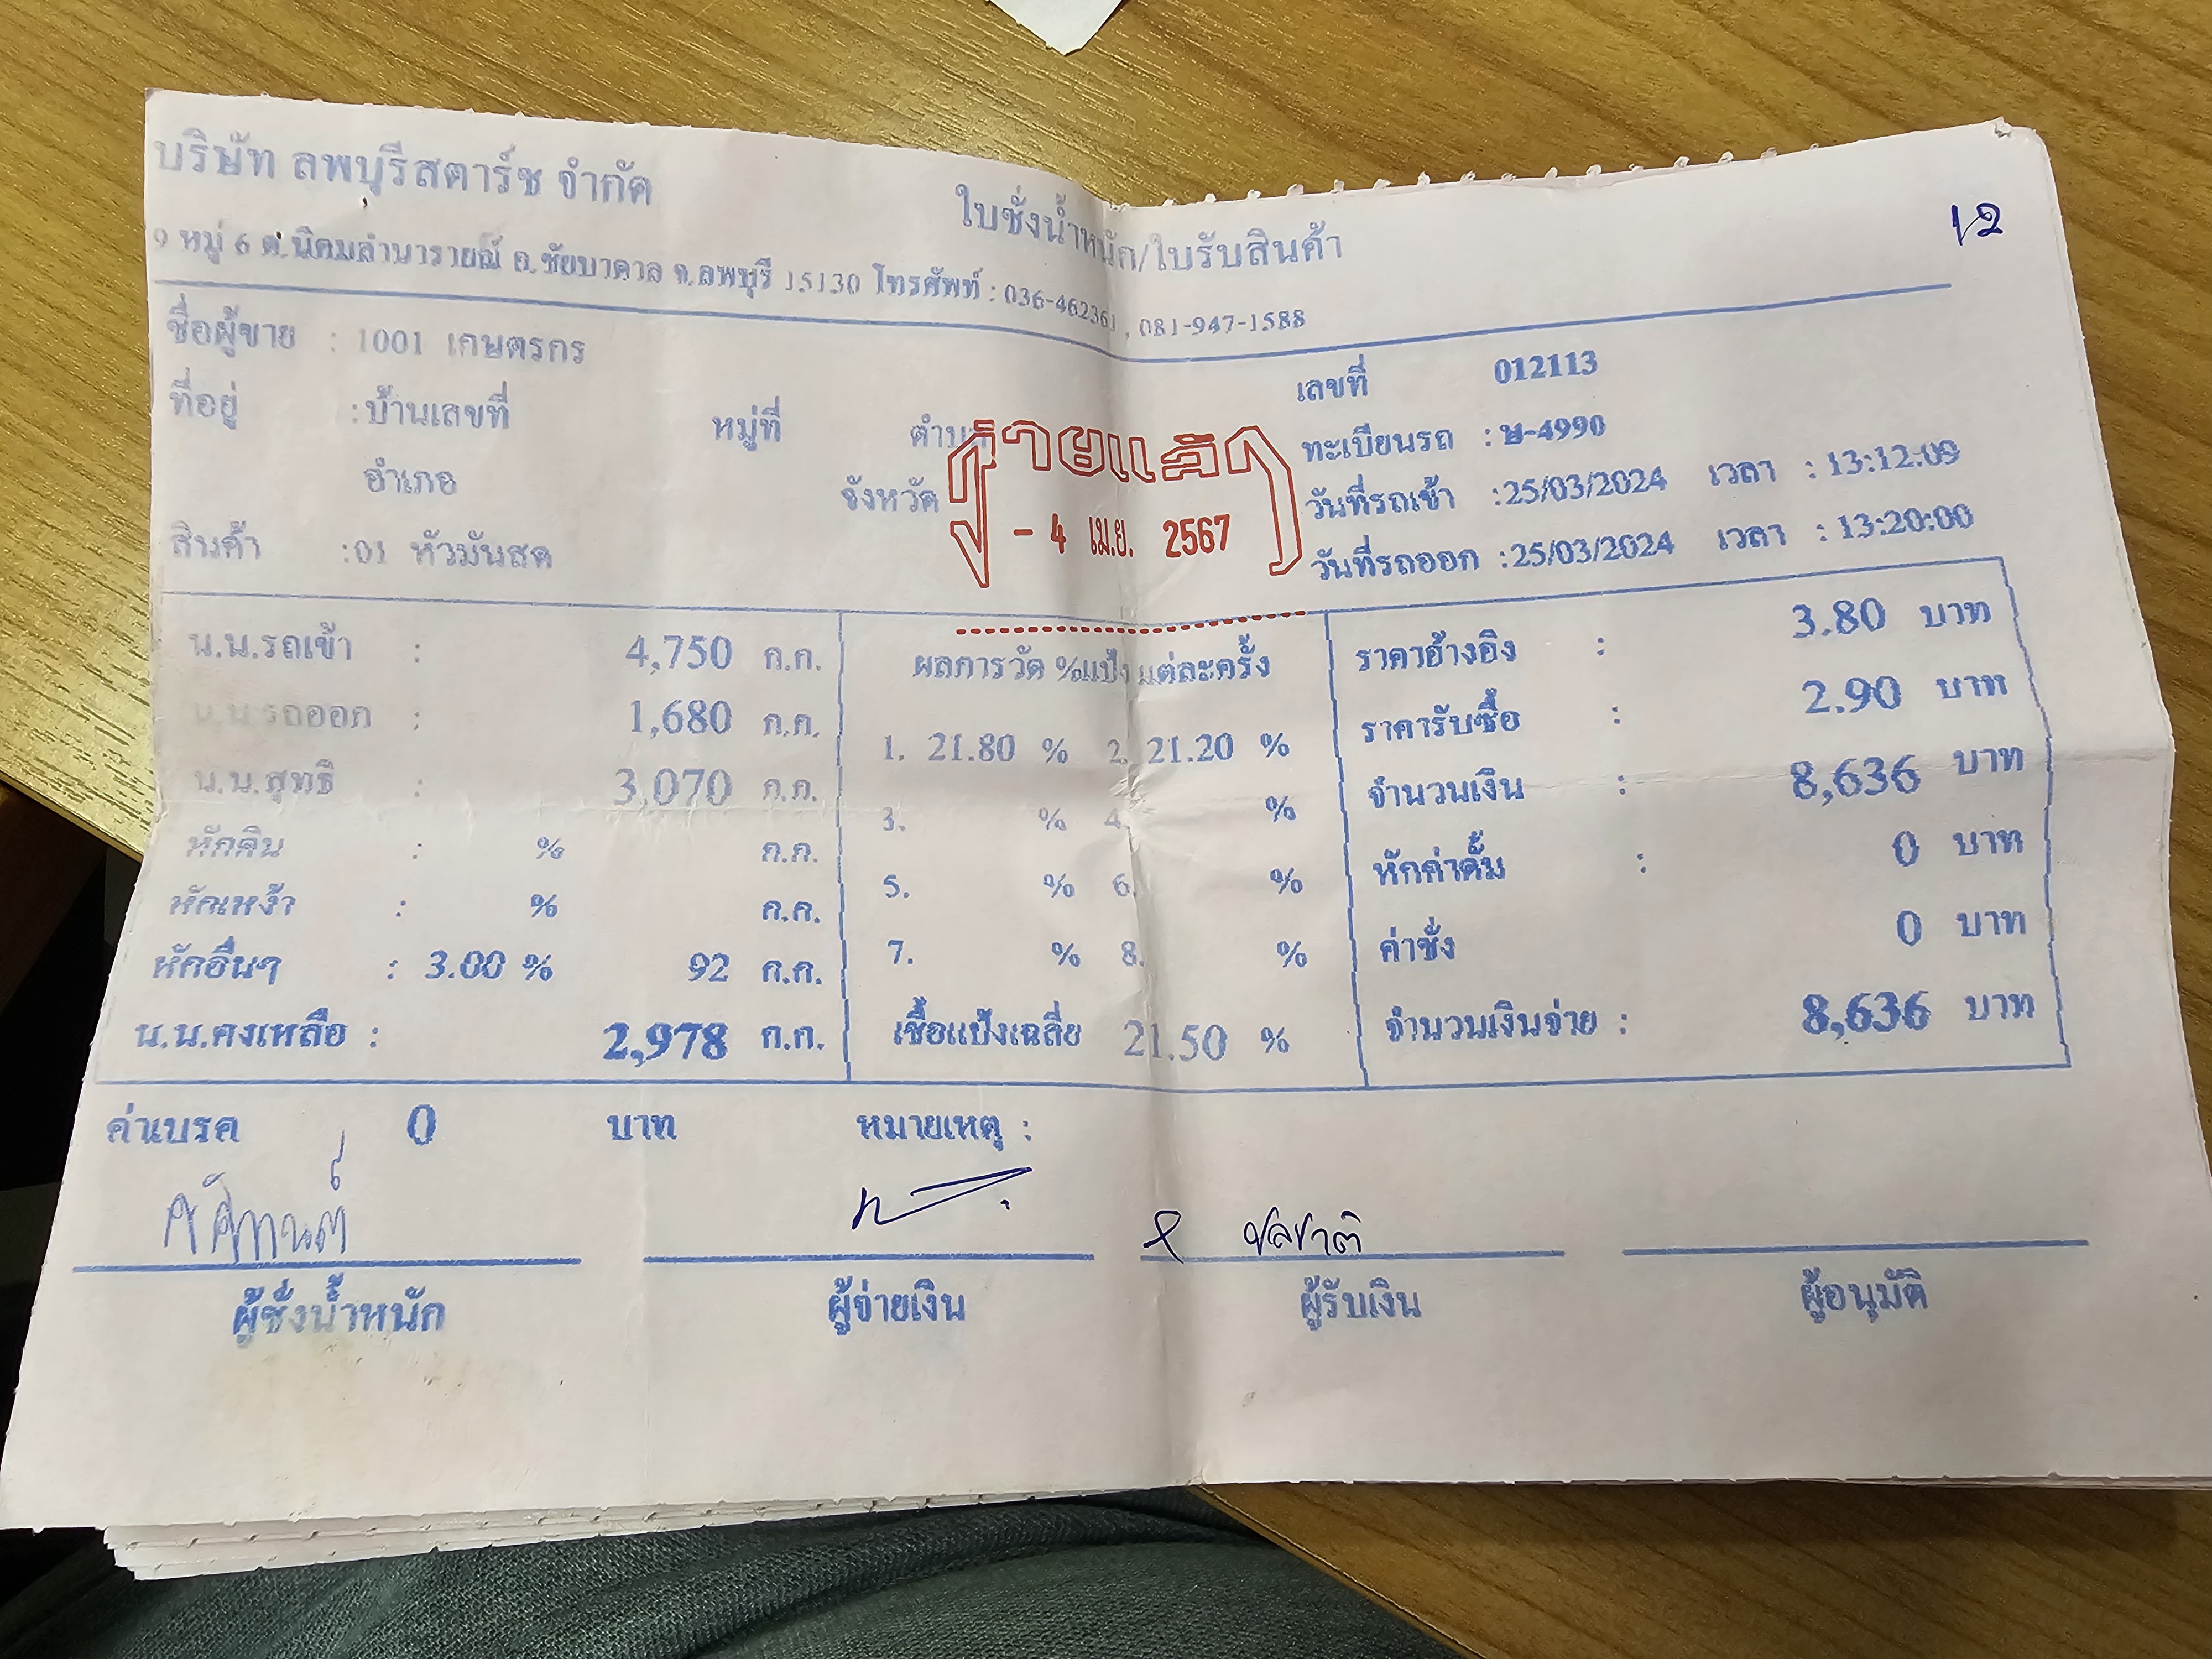 บริษัท ลพบุรีสตาร์ช จำกัด
ใบชั่งน้ำหนัก/ใบรับสินค้า
12
9 หมู่ 6 ต.นิคมลำนารายณ์ อ.ชัยบาดาล จ.ลพบุรี 15130 โทรศัพท์ : 036-462361 , 081-947-1588
ชื่อผู้ขาย : 1001 เกษตรกร
เลขที่ 012113
ที่อยู่ : บ้านเลขที่ หมู่ที่ ตำบล
ทะเบียนรถ : ษ-4990
อำเภอ จังหวัด
วันที่รถเข้า : 25/03/2024 เวลา : 13:12:09
สินค้า : 01 หัวมันสด
วันที่รถออก : 25/03/2024 เวลา : 13:20:00
จ่ายแล้ว
- 4 เม.ย. 2567
น.น.รถเข้า : 4,750 ก.ก.
น.น.รถออก : 1,680 ก.ก.
น.น.สุทธิ : 3,070 ก.ก.
หักดิน : % ก.ก.
หักเหง้า : % ก.ก.
หักอื่นๆ : 3.00 % 92 ก.ก.
น.น.คงเหลือ : 2,978 ก.ก.
ผลการวัด %แป้ง แต่ละครั้ง
1. 21.80 % 2. 21.20 %
3. % 4. %
5. % 6. %
7. % 8. %
เชื้อแป้งเฉลี่ย 21.50 %
ราคาอ้างอิง : 3.80 บาท
ราคารับซื้อ : 2.90 บาท
จำนวนเงิน : 8,636 บาท
หักค่าดั้ม : 0 บาท
ค่าชั่ง 0 บาท
จำนวนเงินจ่าย : 8,636 บาท
ค่าเบรค 0 บาท หมายเหตุ :
ชลชาติ
ผู้ชั่งน้ำหนัก ผู้จ่ายเงิน ผู้รับเงิน ผู้อนุมัติ